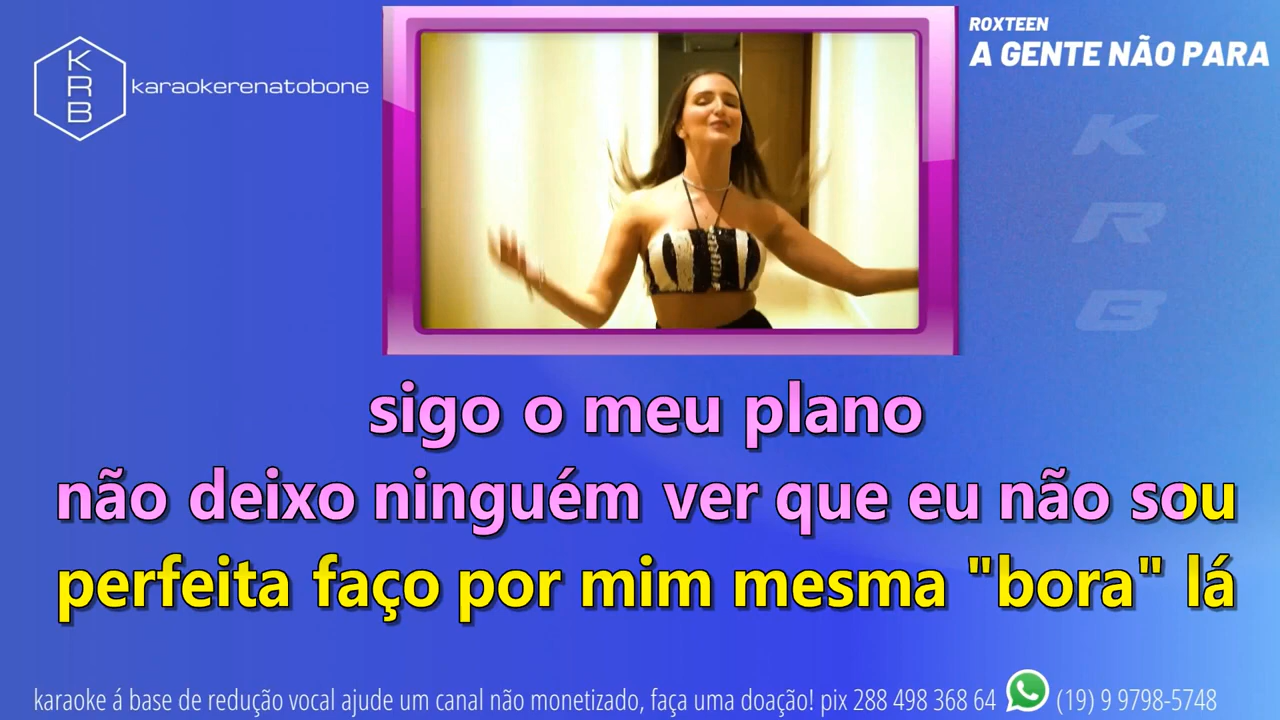 K
R
B
karaokerenatobone
ROXTEEN
A GENTE NÃO PARA
K
R
B
sigo o meu plano
não deixo ninguém ver que eu não sou
perfeita faço por mim mesma "bora" lá
karaoke á base de redução vocal ajude um canal não monetizado, faça uma doação! pix 288 498 368 64 (19) 9 9798-5748